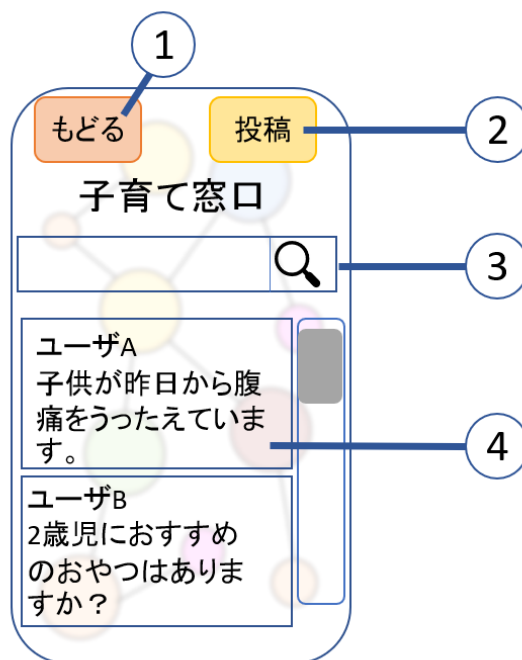 1
もどる
投稿
2
子育て窓口
3
ユーザA
子供が昨日から腹
痛をうったえていま
す。
4
ユーザB
2歳児におすすめ
のおやつはありま
すか？